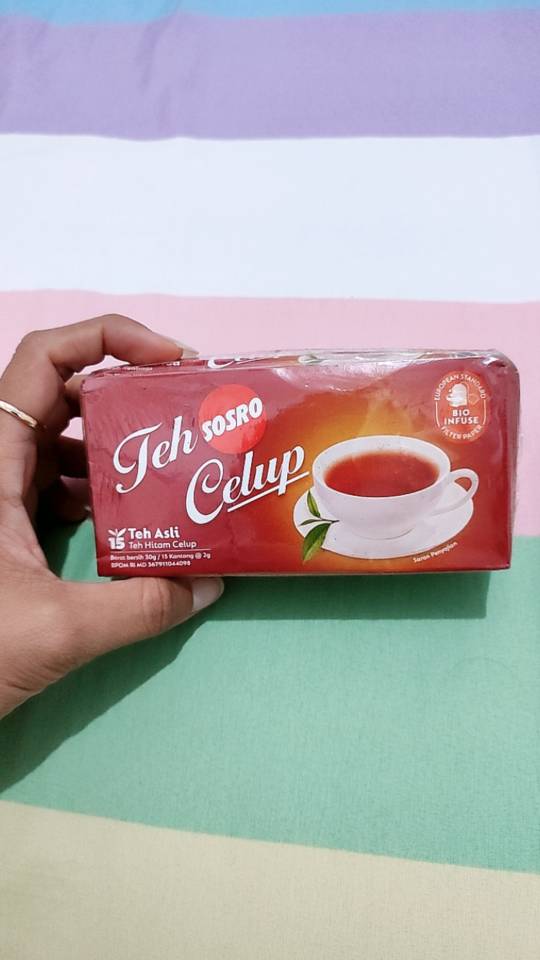 Teh SOSRO
Celup
EUROPEAN STANDARD
BIO
INFUSE
FILTER PAPER
15 Teh Asli
Teh Hitam Celup
Berat bersih 30g / 15 Kantong @ 2g
BPOM RI MD 567911044098
Saran Penyajian